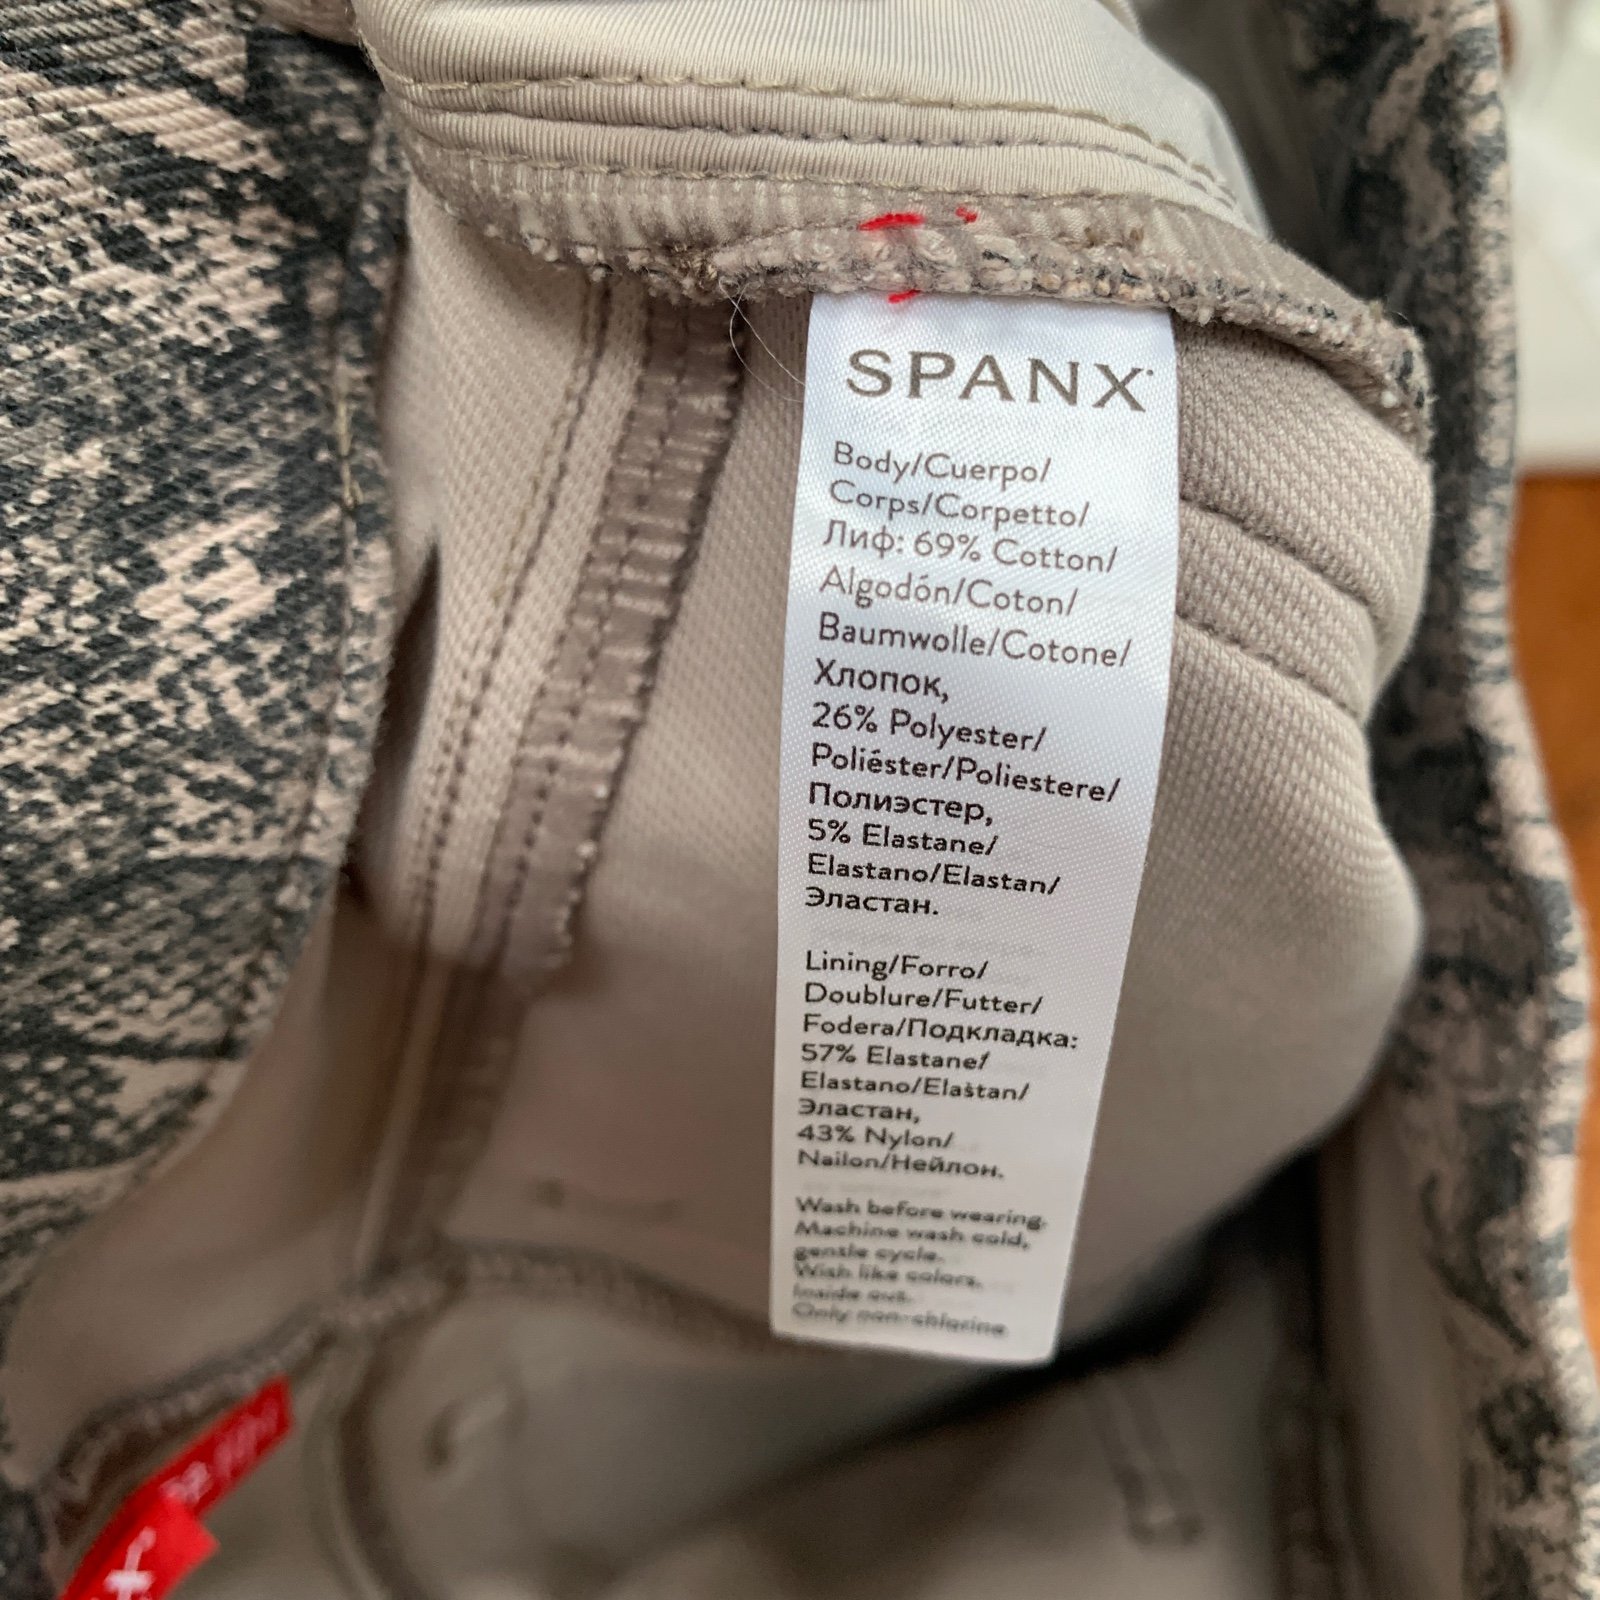 SPANX
Body/Cuerpo/
Corps/Corpetto/
Лиф: 69% Cotton/
Algodón/Coton/
Baumwolle/Cotone/
Хлопок,
26% Polyester/
Poliéster/Poliestere/
Полиэстер,
5% Elastane/
Elastano/Elastan/
Эластан.
Lining/Forro/
Doublure/Futter/
Fodera/Подкладка:
57% Elastane/
Elastano/Elastan/
Эластан,
43% Nylon/
Nailon/Нейлон.
Wash before wearing.
Machine wash cold,
gentle cycle.
Wish like colors.
Inside out.
Only non-chlorine